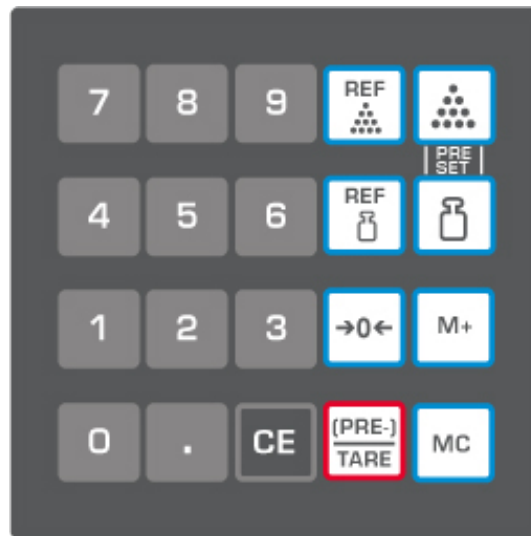 7 8 9 REF
PRE
SET
4 5 6 REF
1 2 3 →0← M+
0 . CE (PRE-) MC
TARE